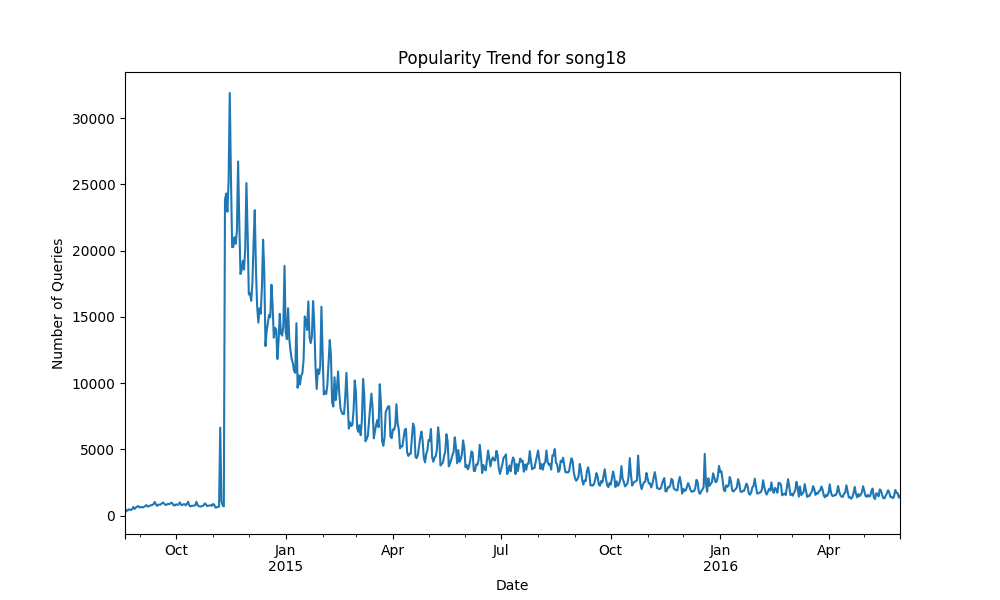 Popularity Trend for song18
30000
25000
20000
15000
10000
5000
0
Number of Queries
Oct Jan Apr Jul Oct Jan Apr
2015 2016
Date